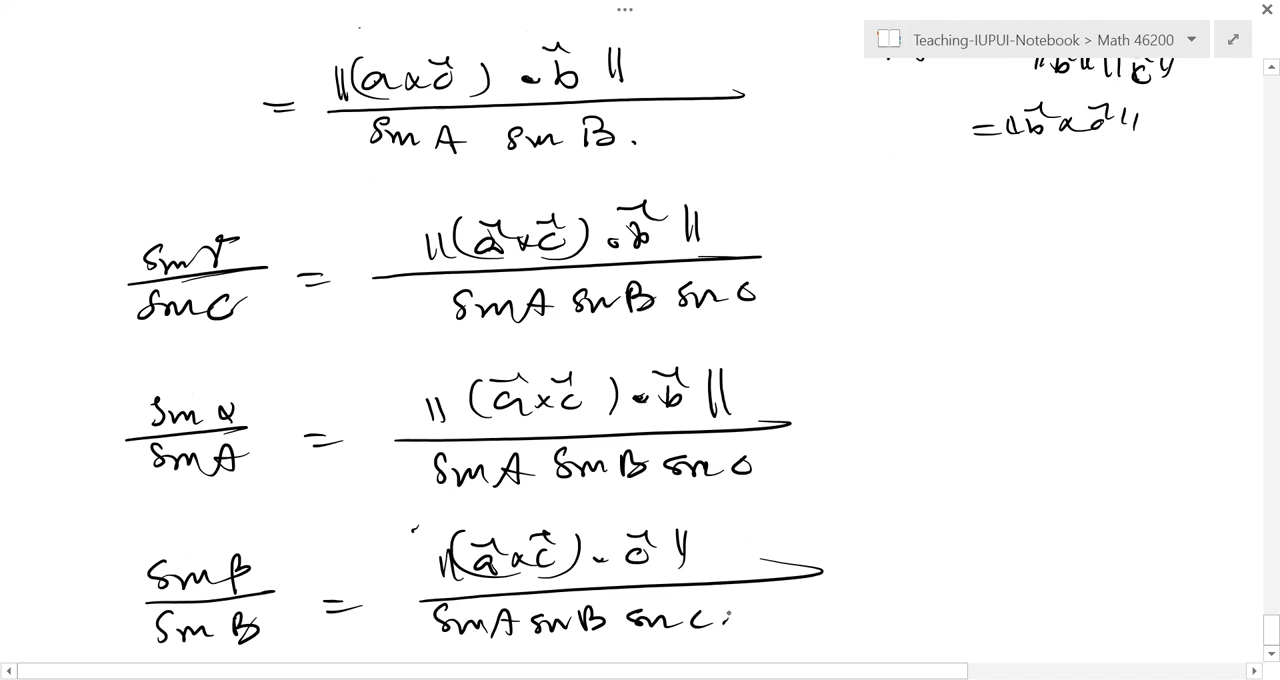 Teaching-IUPUI-Notebook > Math 46200
= ||(a×c⃗) · b⃗|| / Sin A Sin B.
= ||b⃗ × c⃗||
Sin γ / Sin C = ||(a⃗×c⃗) · b⃗|| / Sin A Sin B Sin C
Sin α / Sin A = ||(a⃗×c⃗) · b⃗|| / Sin A Sin B Sin C
Sin β / Sin B = ||(a⃗×c⃗) · b⃗|| / Sin A Sin B Sin C